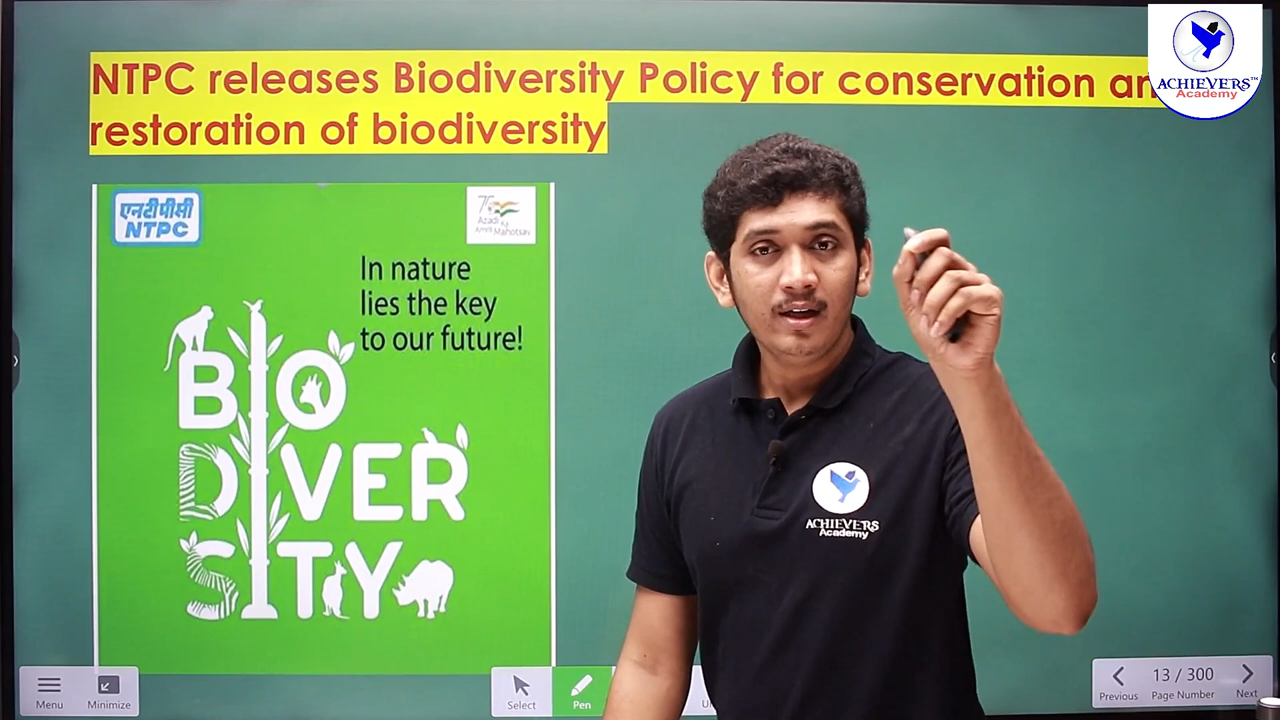 NTPC releases Biodiversity Policy for conservation an
restoration of biodiversity
ACHIEVERS™
Academy
एनटीपीसी
NTPC
75
Azadi Ka
Amrit Mahotsav
In nature
lies the key
to our future!
BIO
DIVER
SITY
ACHIEVERS
Academy
Menu
Minimize
Select
Pen
Previous
13 / 300
Page Number
Next